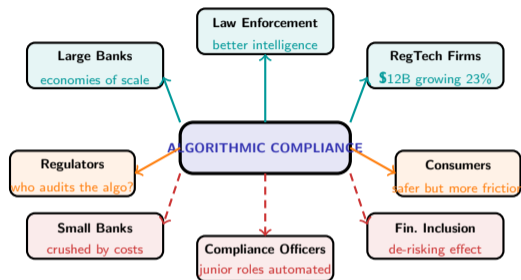 Law Enforcement
better intelligence
Large Banks
economies of scale
RegTech Firms
$12B growing 23%
ALGORITHMIC COMPLIANCE
Regulators
who audits the algo?
Consumers
safer but more friction
Small Banks
crushed by costs
Compliance Officers
junior roles automated
Fin. Inclusion
de-risking effect